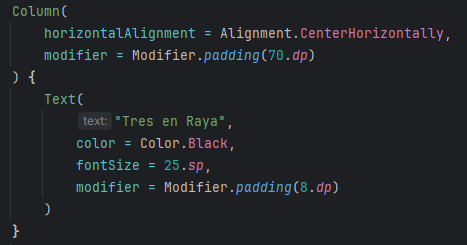 Column(
    horizontalAlignment = Alignment.CenterHorizontally,
    modifier = Modifier.padding(70.dp)
) {
    Text(
        text: "Tres en Raya",
        color = Color.Black,
        fontSize = 25.sp,
        modifier = Modifier.padding(8.dp)
    )
}